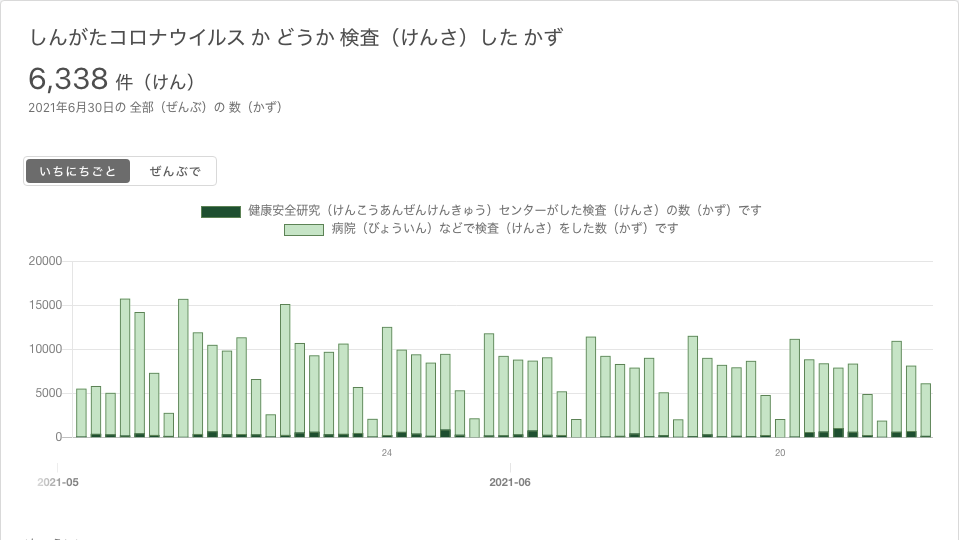 しんがたコロナウイルス か どうか 検査（けんさ）した かず
6,338 件（けん）
2021年6月30日の 全部（ぜんぶ）の 数（かず）
いちにちごと ぜんぶで
健康安全研究（けんこうあんぜんけんきゅう）センターがした検査（けんさ）の数（かず）です
病院（びょういん）などで検査（けんさ）をした数（かず）です
20000
15000
10000
5000
0
24 20
2021-05 2021-06